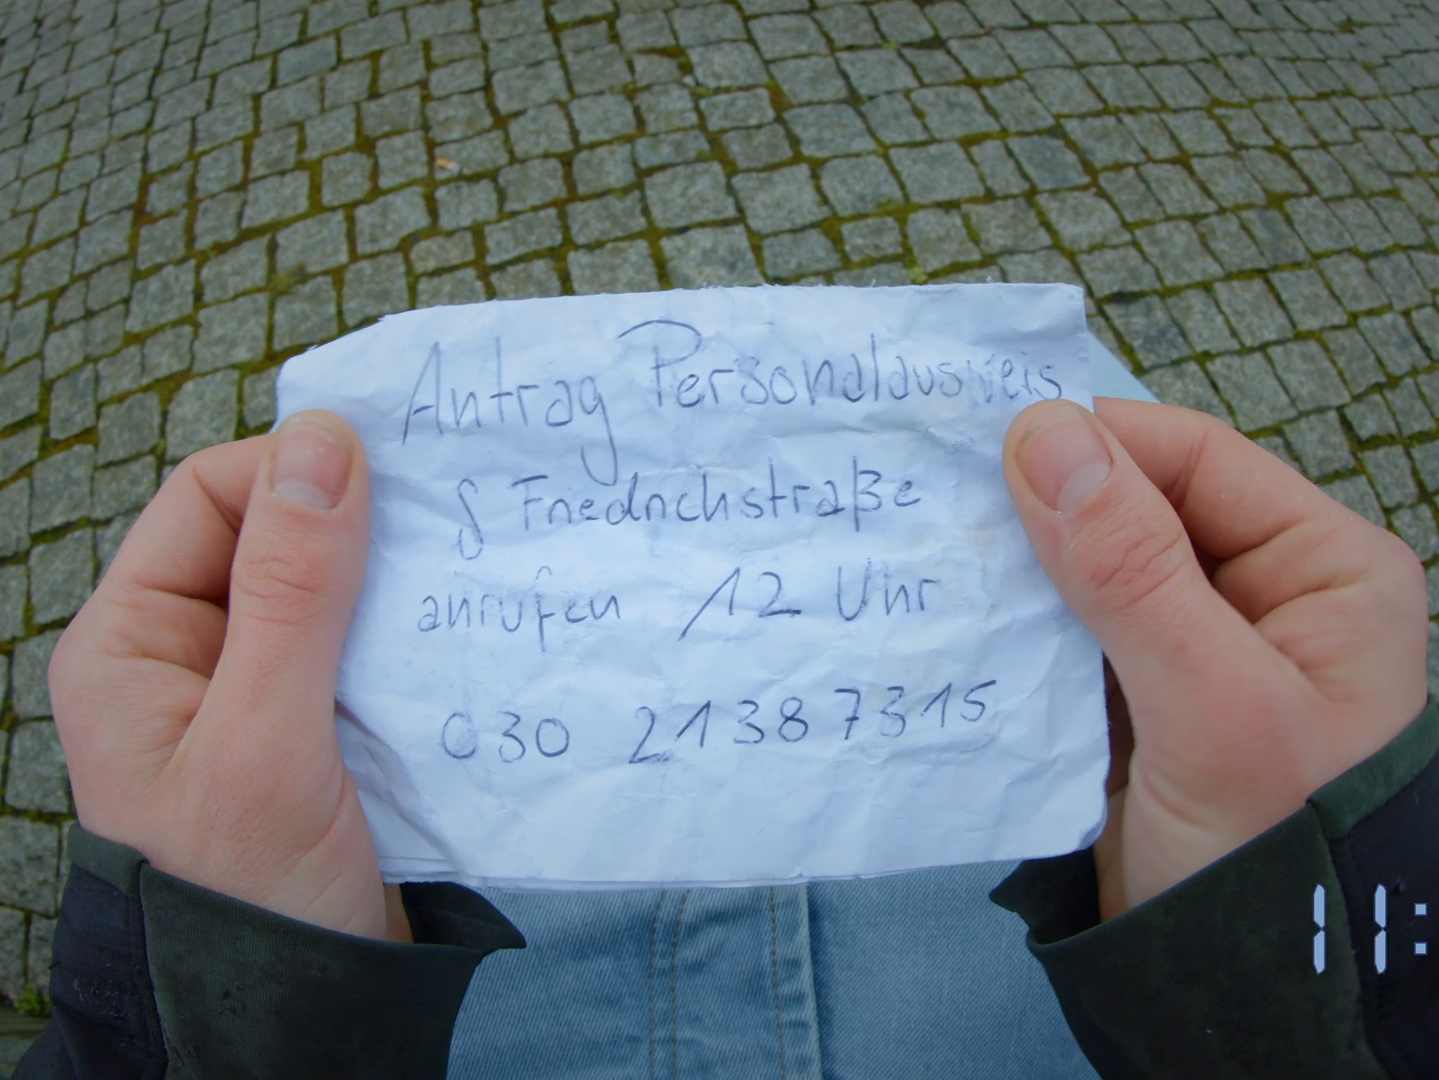 Antrag Personalausweis
S Friedrichstraße
anrufen 12 Uhr
030 21387315
11: